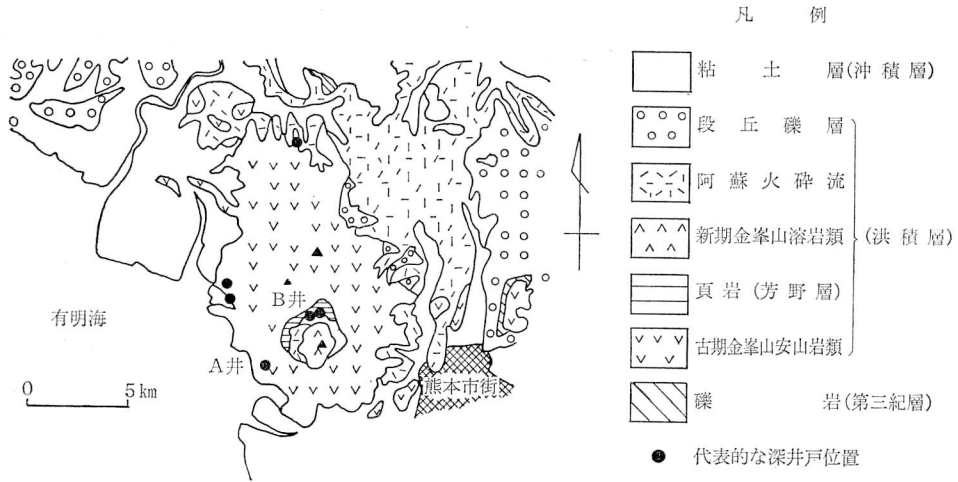 凡例
粘土層(沖積層)
段丘礫層
阿蘇火砕流
新期金峯山溶岩類
(洪積層)
頁岩(芳野層)
古期金峯山安山岩類
礫岩(第三紀層)
代表的な深井戸位置
B井
有明海
A井
0 5km
熊本市街